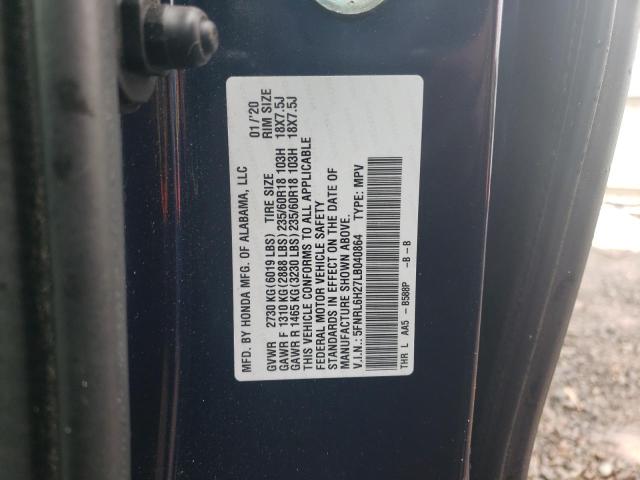 MFD. BY HONDA MFG. OF ALABAMA, LLC 01/'20
GVWR 2730 KG(6019 LBS) TIRE SIZE RIM SIZE
GAWR F 1310 KG(2888 LBS) 235/60R18 103H 18X7.5J
GAWR R 1465 KG(3230 LBS) 235/60R18 103H 18X7.5J
THIS VEHICLE CONFORMS TO ALL APPLICABLE
FEDERAL MOTOR VEHICLE SAFETY
STANDARDS IN EFFECT ON THE DATE OF
MANUFACTURE SHOWN ABOVE.
V.I.N.: 5FNRL6H27LB040864 TYPE: MPV
THR L AA5 - B588P -B -B